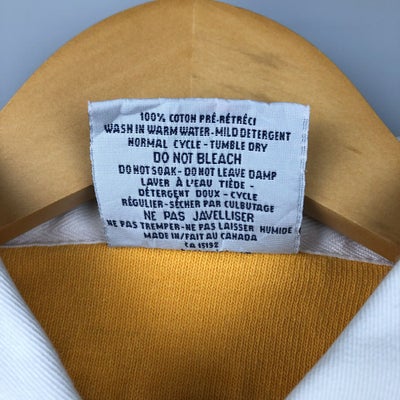 100% COTON PRÉ-RÉTRÉCI
WASH IN WARM WATER-MILD DETERGENT
NORMAL CYCLE - TUMBLE DRY
DO NOT BLEACH
DO NOT SOAK - DO NOT LEAVE DAMP
LAVER À L'EAU TIÈDE -
DÉTERGENT DOUX - CYCLE
RÉGULIER - SÉCHER PAR CULBUTAGE
NE PAS JAVELLISER
NE PAS TREMPER - NE PAS LAISSER HUMIDE
MADE IN/FAIT AU CANADA
CA 15192